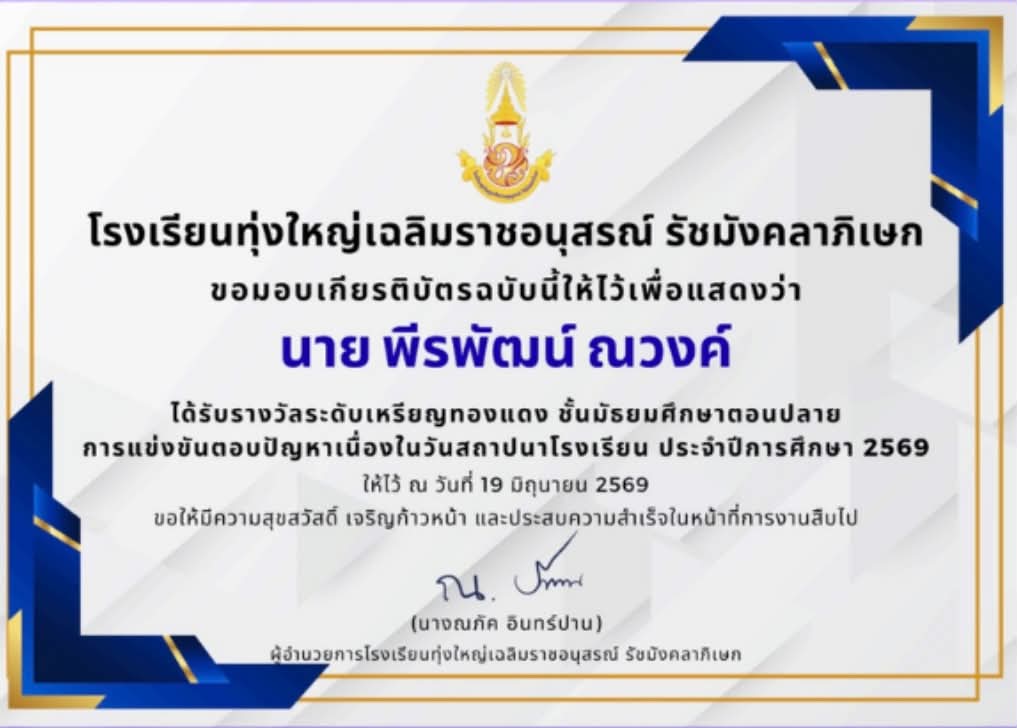 โรงเรียนทุ่งใหญ่เฉลิมราชอนุสรณ์ รัชมังคลาภิเษก
ขอมอบเกียรติบัตรฉบับนี้ให้ไว้เพื่อแสดงว่า
นาย พีรพัฒน์ ณวงค์
ได้รับรางวัลระดับเหรียญทองแดง ชั้นมัธยมศึกษาตอนปลาย
การแข่งขันตอบปัญหาเนื่องในวันสถาปนาโรงเรียน ประจำปีการศึกษา 2569
ให้ไว้ ณ วันที่ 19 มิถุนายน 2569
ขอให้มีความสุขสวัสดิ์ เจริญก้าวหน้า และประสบความสำเร็จในหน้าที่การงานสืบไป
(นางณภัค อินทร์ปาน)
ผู้อำนวยการโรงเรียนทุ่งใหญ่เฉลิมราชอนุสรณ์ รัชมังคลาภิเษก